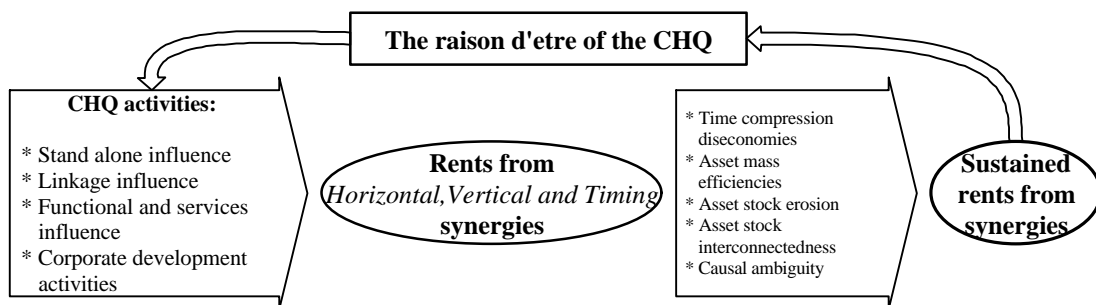 The raison d'etre of the CHQ
CHQ activities:
* Stand alone influence
* Linkage influence
* Functional and services
influence
* Corporate development
activities
Rents from
Horizontal,Vertical and Timing
synergies
* Time compression
diseconomies
* Asset mass
efficiencies
* Asset stock erosion
* Asset stock
interconnectedness
* Causal ambiguity
Sustained
rents from
synergies